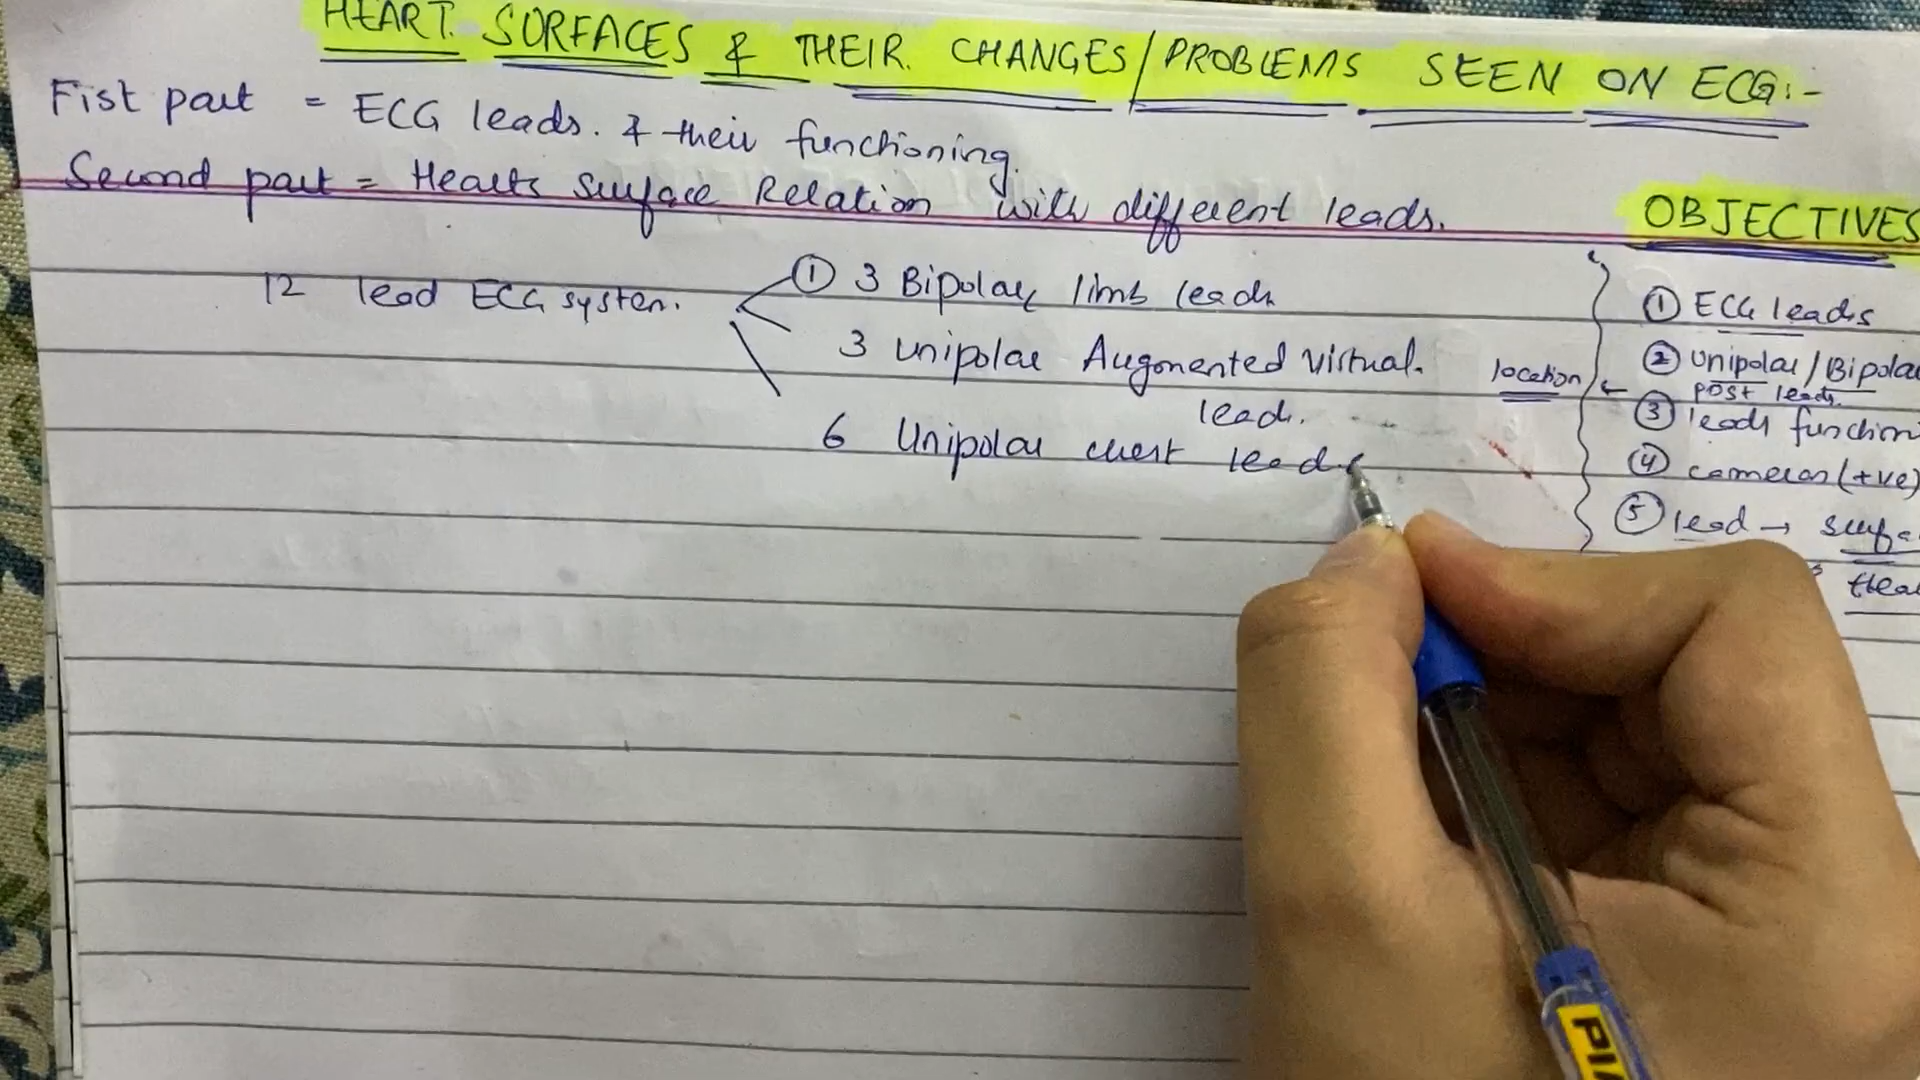 HEART SURFACES & THEIR CHANGES/PROBLEMS SEEN ON ECG:-
Fist part = ECG leads. & their functioning.
Second part = Hearts surface Relation with different leads.
12 lead ECG system.
① 3 Bipolar limb leads
3 unipolar Augmented virtual.
lead.
6 Unipolar chest leads
location
OBJECTIVES
① ECG leads
② Unipolar/Bipolar
post leads.
③ leads function
④ cameras (+ve)
⑤ lead → surfa
Hea
PIA